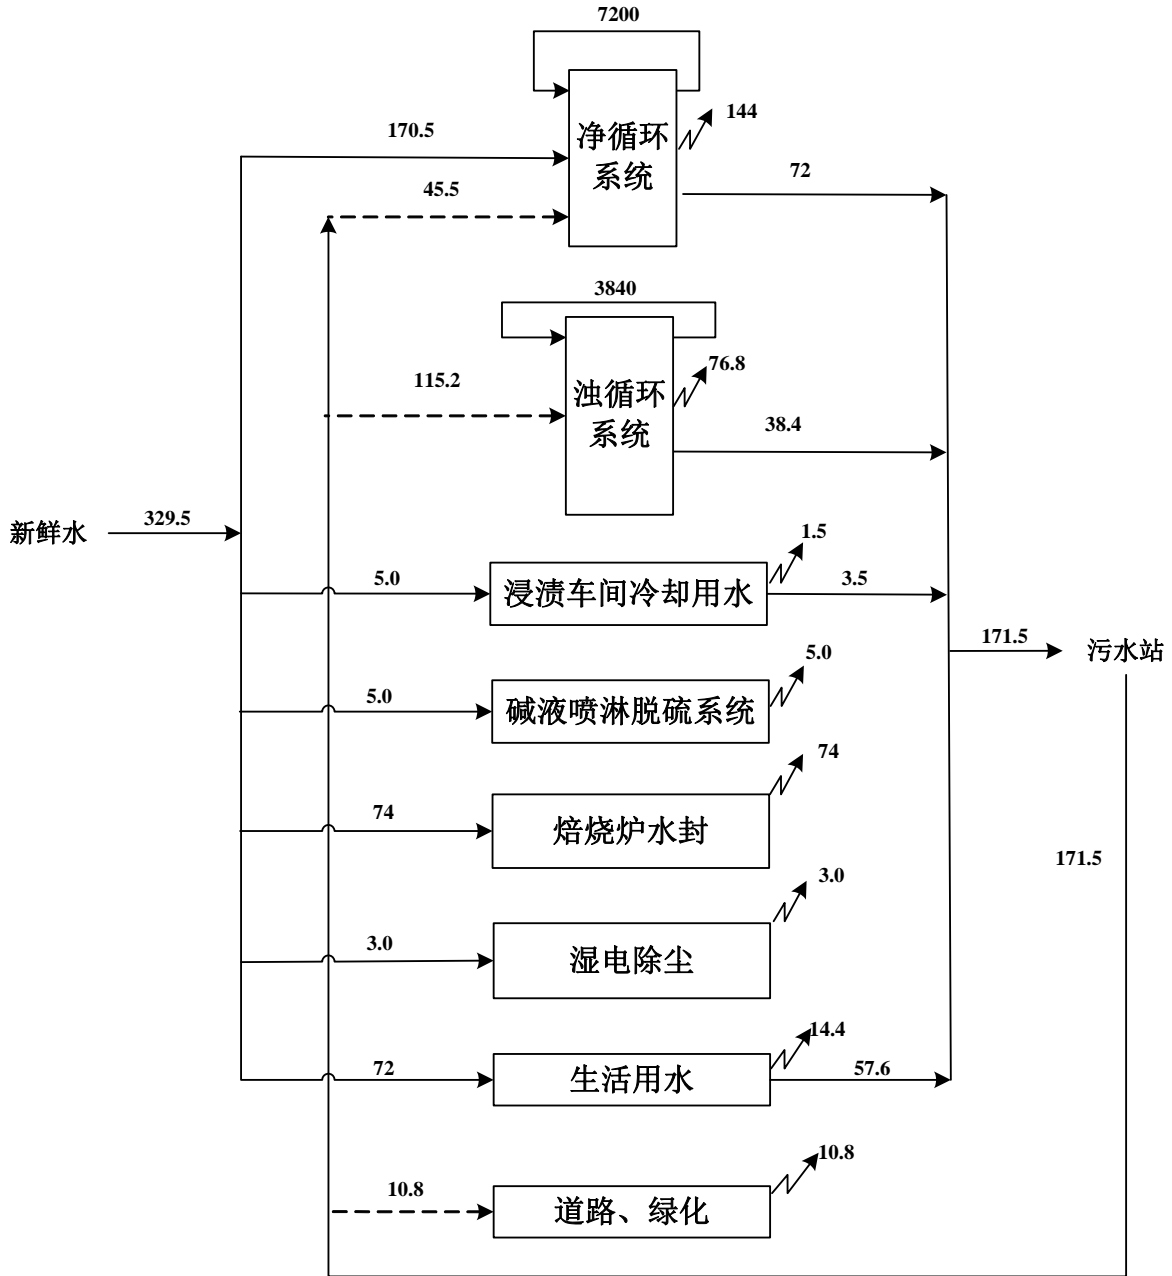 7200
净循环
系统
144
170.5
45.5
72
3840
浊循环
系统
76.8
115.2
38.4
新鲜水
329.5
1.5
5.0
浸渍车间冷却用水
3.5
171.5
污水站
5.0
5.0
碱液喷淋脱硫系统
74
74
焙烧炉水封
171.5
3.0
3.0
湿电除尘
14.4
72
生活用水
57.6
10.8
10.8
道路、绿化